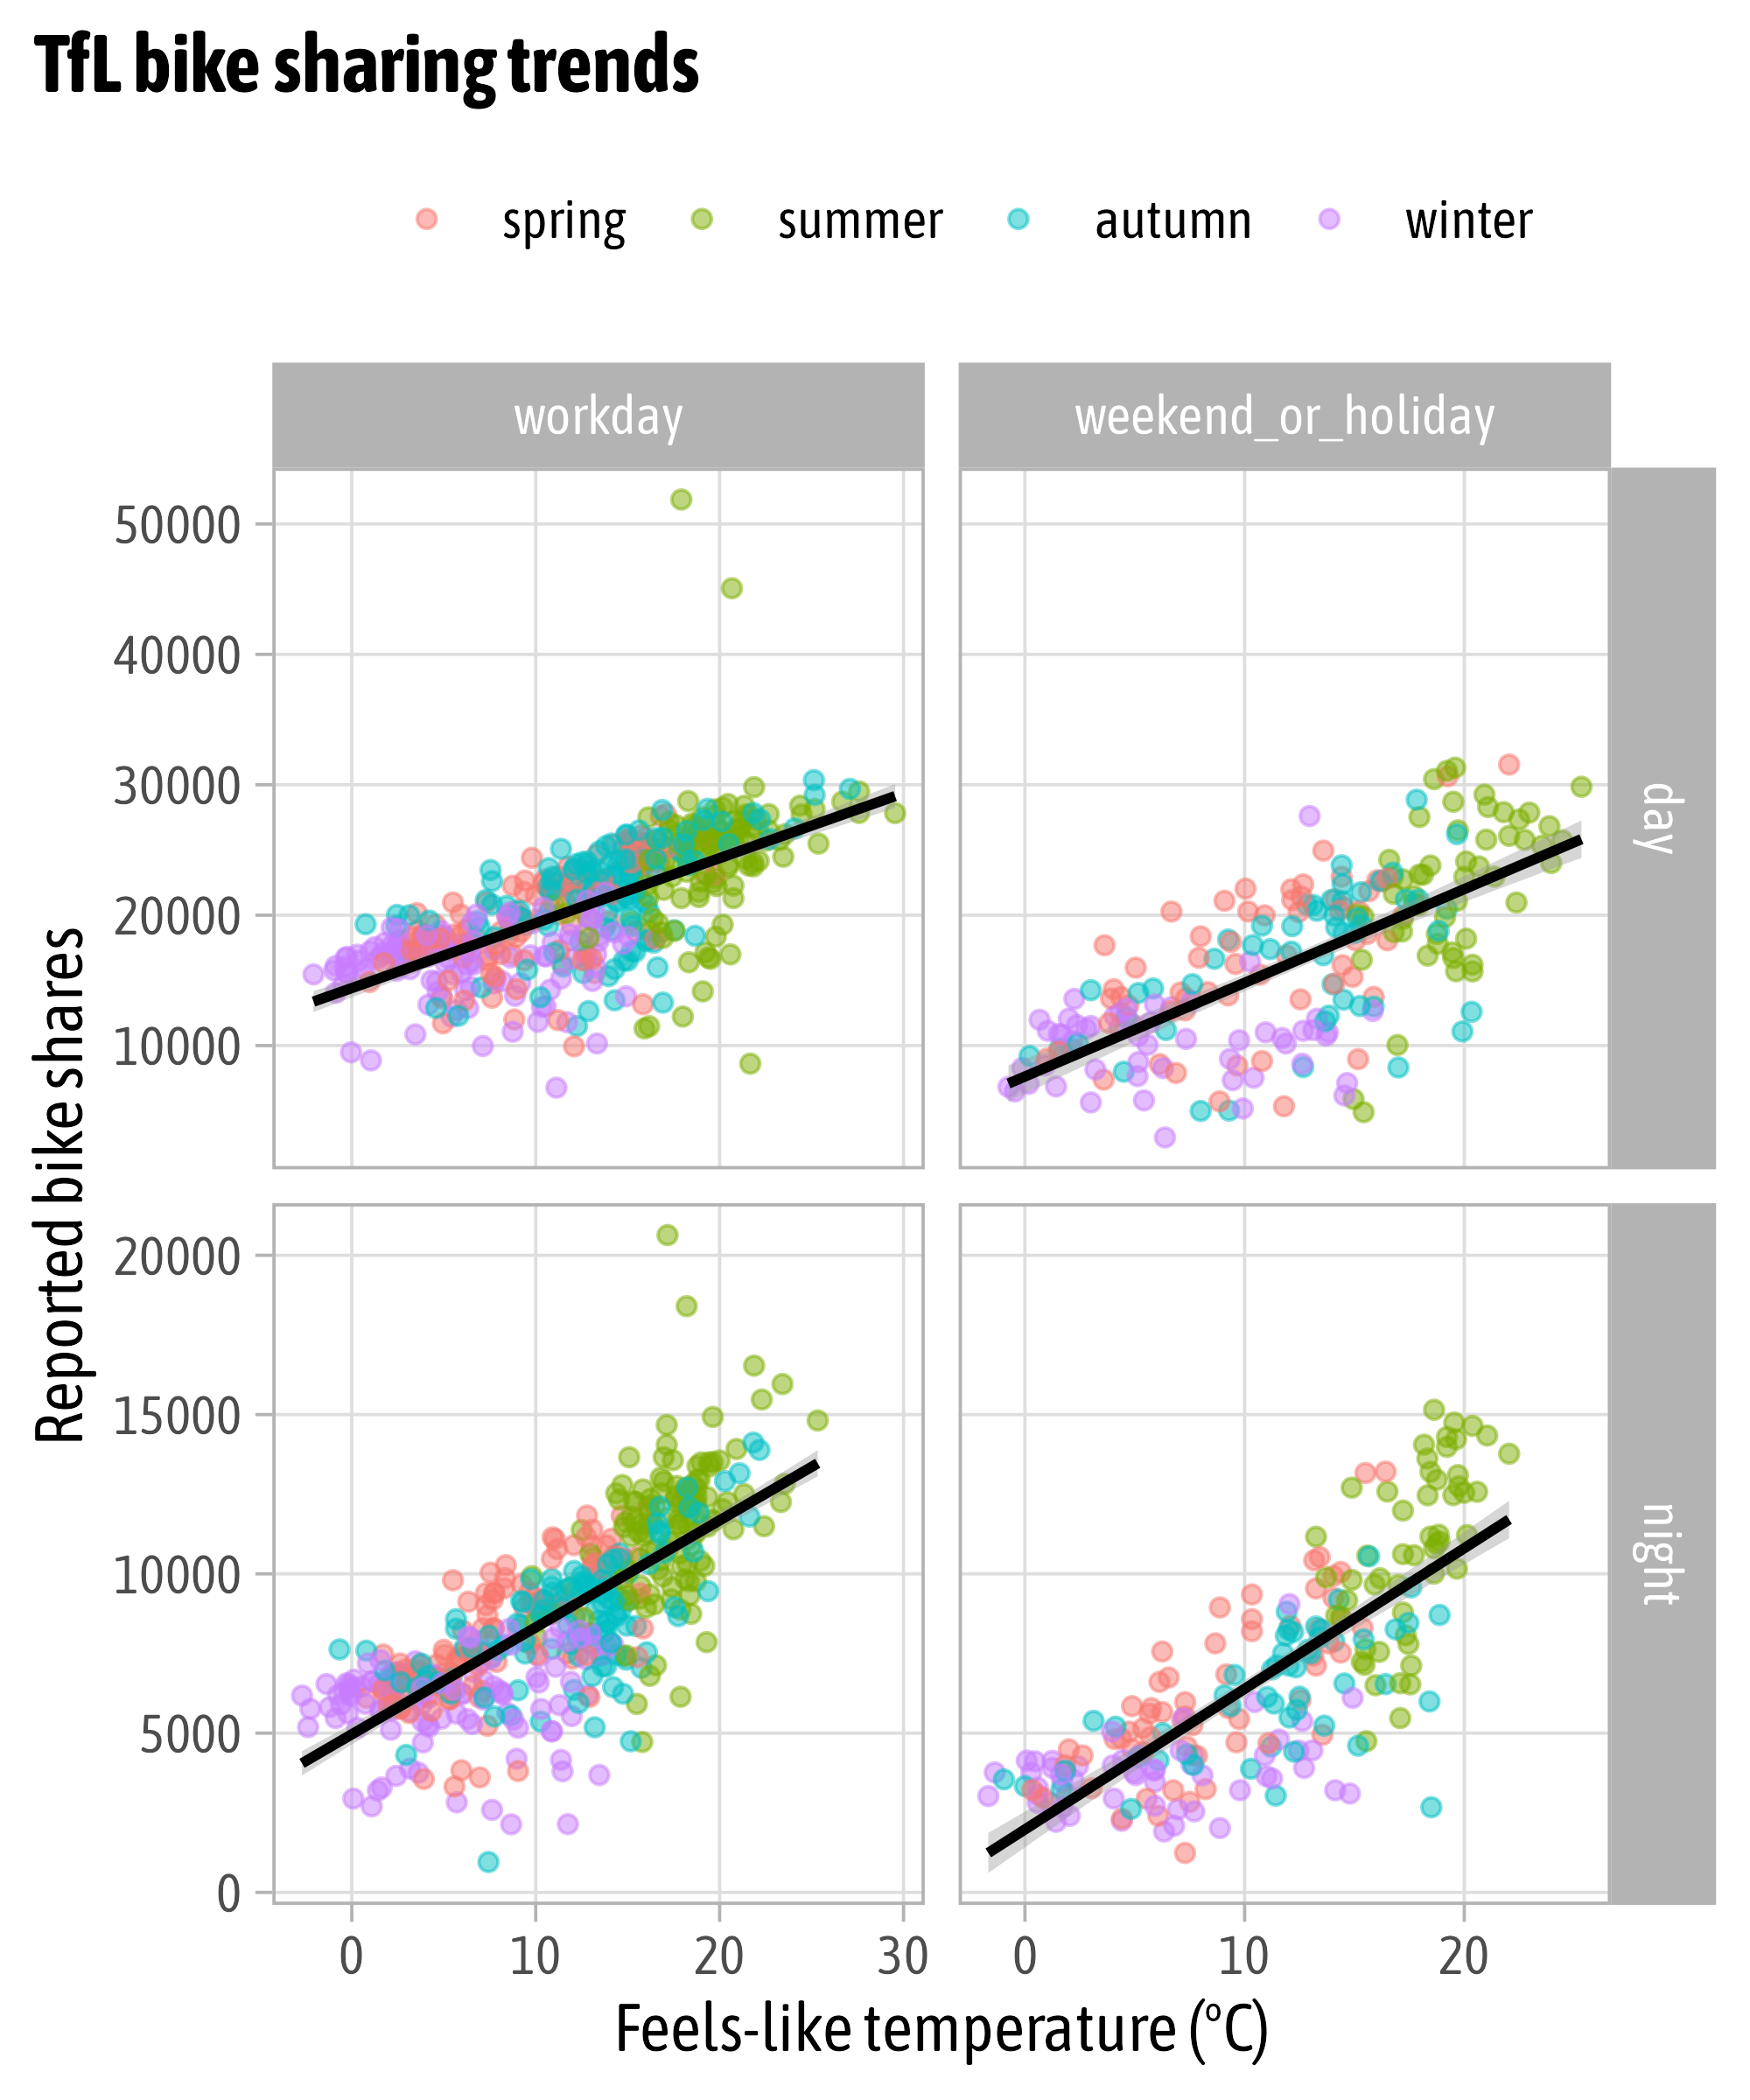 TfL bike sharing trends
spring summer autumn winter
workday weekend_or_holiday
50000
40000
30000
20000
10000
day
Reported bike shares
20000
15000
10000
5000
0
night
0 10 20 30 0 10 20
Feels-like temperature (ºC)